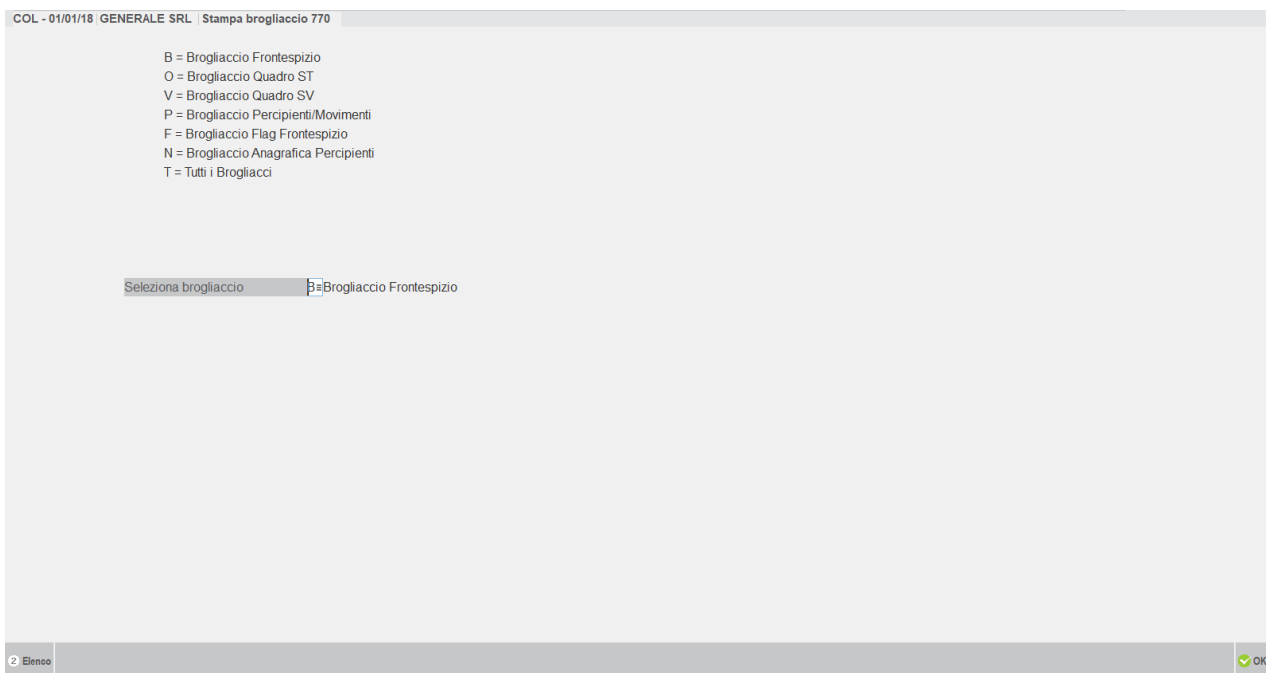 COL - 01/01/18 GENERALE SRL Stampa brogliaccio 770
B = Brogliaccio Frontespizio
O = Brogliaccio Quadro ST
V = Brogliaccio Quadro SV
P = Brogliaccio Percipienti/Movimenti
F = Brogliaccio Flag Frontespizio
N = Brogliaccio Anagrafica Percipienti
T = Tutti i Brogliacci
Seleziona brogliaccio B Brogliaccio Frontespizio
2 Elenco OK